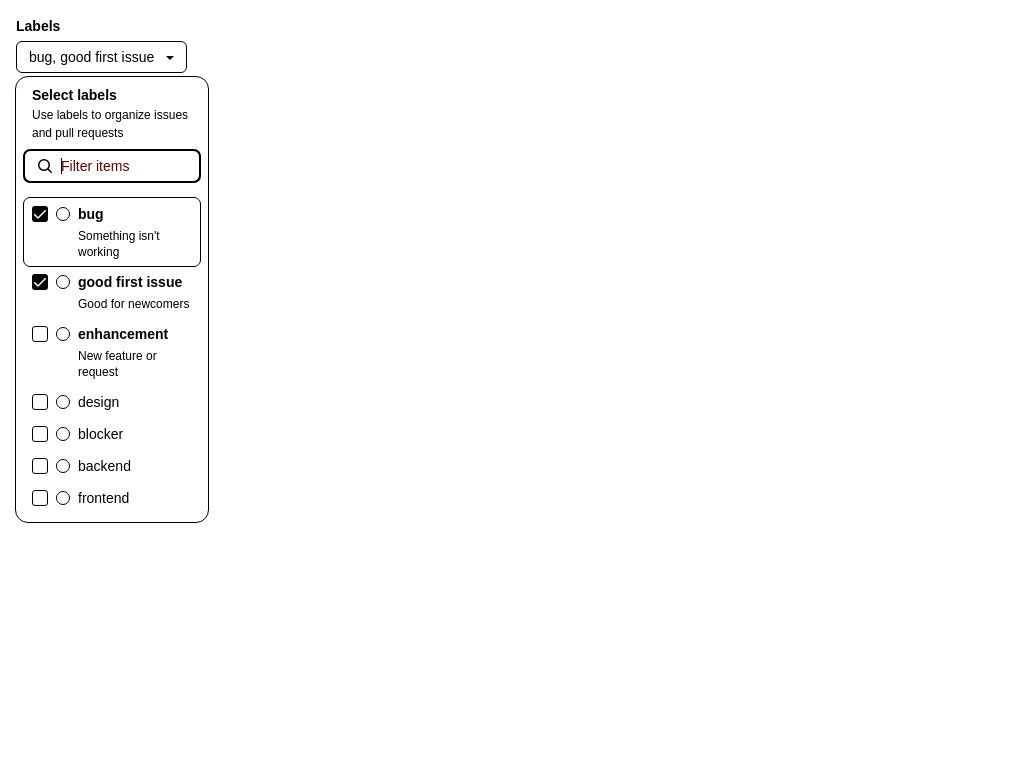 Labels
bug, good first issue
Select labels
Use labels to organize issues
and pull requests
Filter items
bug
Something isn't
working
good first issue
Good for newcomers
enhancement
New feature or
request
design
blocker
backend
frontend